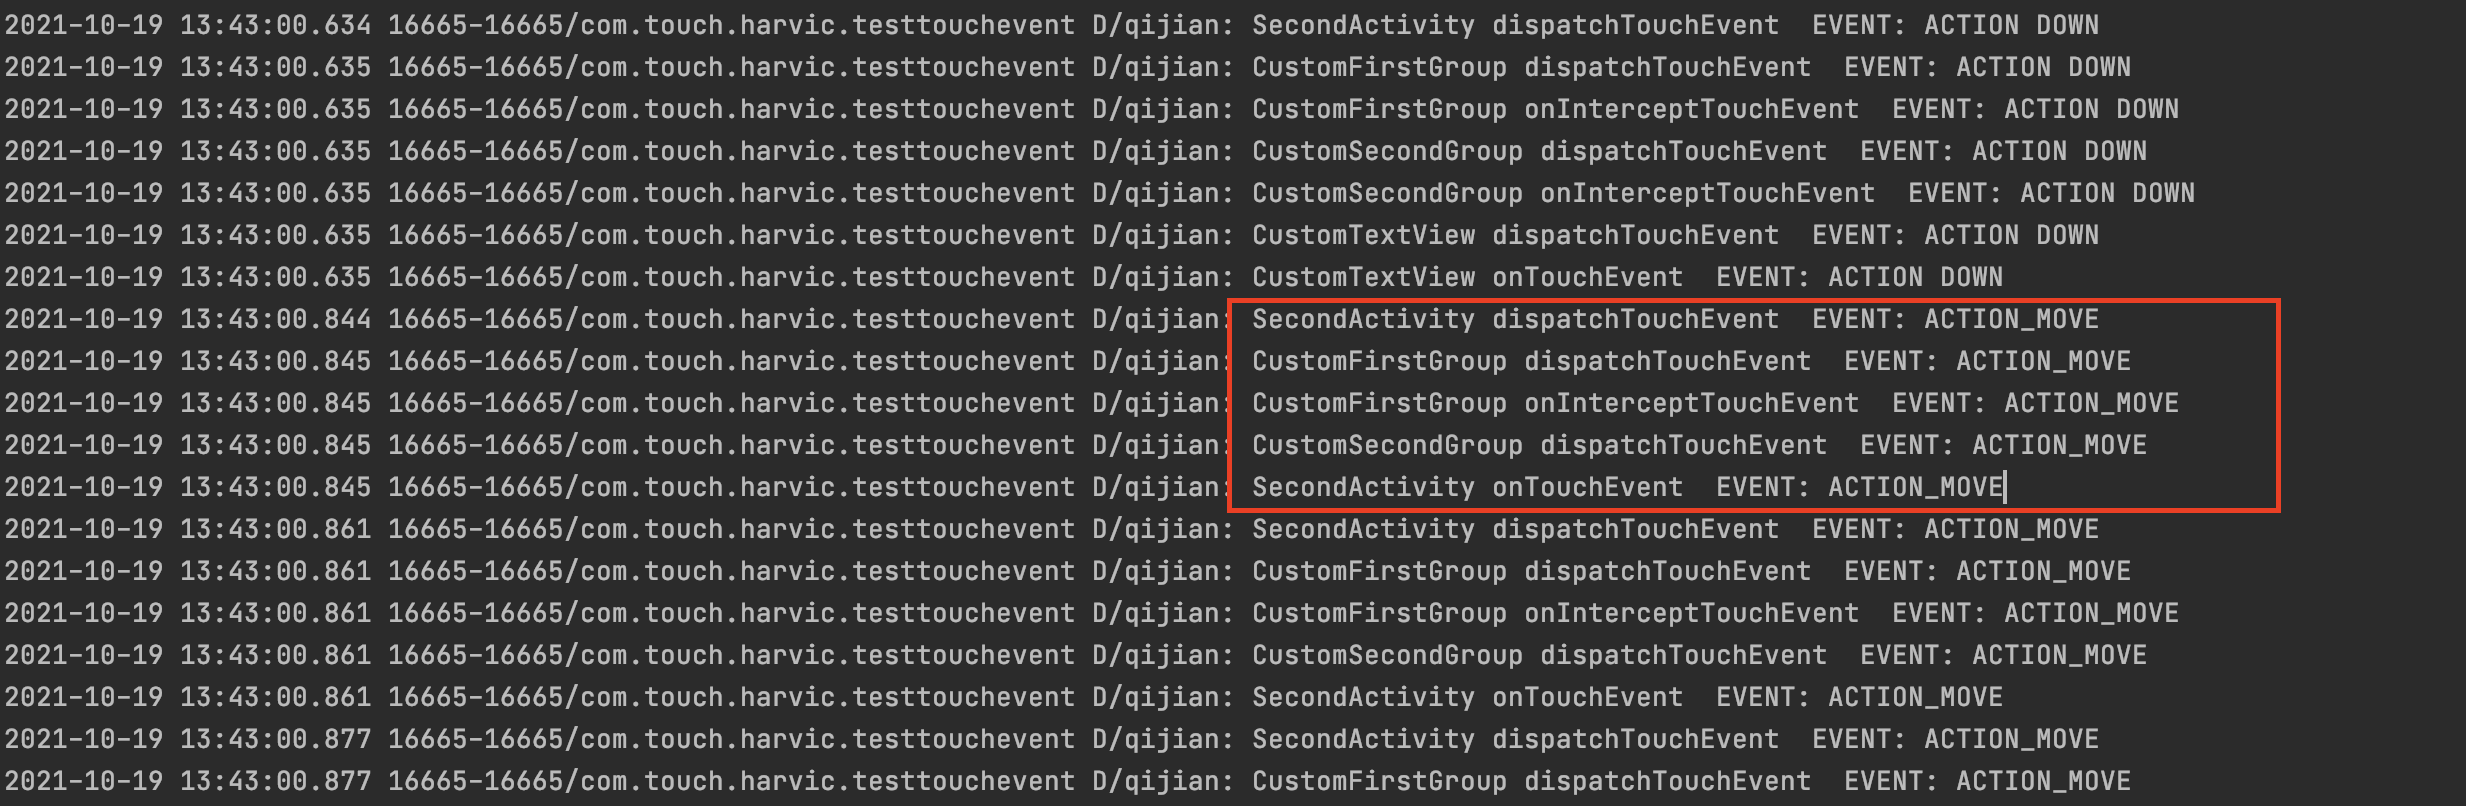 2021-10-19 13:43:00.634 16665-16665/com.touch.harvic.testtouchevent D/qijian: SecondActivity dispatchTouchEvent  EVENT: ACTION DOWN
2021-10-19 13:43:00.635 16665-16665/com.touch.harvic.testtouchevent D/qijian: CustomFirstGroup dispatchTouchEvent  EVENT: ACTION DOWN
2021-10-19 13:43:00.635 16665-16665/com.touch.harvic.testtouchevent D/qijian: CustomFirstGroup onInterceptTouchEvent  EVENT: ACTION DOWN
2021-10-19 13:43:00.635 16665-16665/com.touch.harvic.testtouchevent D/qijian: CustomSecondGroup dispatchTouchEvent  EVENT: ACTION DOWN
2021-10-19 13:43:00.635 16665-16665/com.touch.harvic.testtouchevent D/qijian: CustomSecondGroup onInterceptTouchEvent  EVENT: ACTION DOWN
2021-10-19 13:43:00.635 16665-16665/com.touch.harvic.testtouchevent D/qijian: CustomTextView dispatchTouchEvent  EVENT: ACTION DOWN
2021-10-19 13:43:00.635 16665-16665/com.touch.harvic.testtouchevent D/qijian: CustomTextView onTouchEvent  EVENT: ACTION DOWN
2021-10-19 13:43:00.844 16665-16665/com.touch.harvic.testtouchevent D/qijian: SecondActivity dispatchTouchEvent  EVENT: ACTION_MOVE
2021-10-19 13:43:00.845 16665-16665/com.touch.harvic.testtouchevent D/qijian: CustomFirstGroup dispatchTouchEvent  EVENT: ACTION_MOVE
2021-10-19 13:43:00.845 16665-16665/com.touch.harvic.testtouchevent D/qijian: CustomFirstGroup onInterceptTouchEvent  EVENT: ACTION_MOVE
2021-10-19 13:43:00.845 16665-16665/com.touch.harvic.testtouchevent D/qijian: CustomSecondGroup dispatchTouchEvent  EVENT: ACTION_MOVE
2021-10-19 13:43:00.845 16665-16665/com.touch.harvic.testtouchevent D/qijian: SecondActivity onTouchEvent  EVENT: ACTION_MOVE
2021-10-19 13:43:00.861 16665-16665/com.touch.harvic.testtouchevent D/qijian: SecondActivity dispatchTouchEvent  EVENT: ACTION_MOVE
2021-10-19 13:43:00.861 16665-16665/com.touch.harvic.testtouchevent D/qijian: CustomFirstGroup dispatchTouchEvent  EVENT: ACTION_MOVE
2021-10-19 13:43:00.861 16665-16665/com.touch.harvic.testtouchevent D/qijian: CustomFirstGroup onInterceptTouchEvent  EVENT: ACTION_MOVE
2021-10-19 13:43:00.861 16665-16665/com.touch.harvic.testtouchevent D/qijian: CustomSecondGroup dispatchTouchEvent  EVENT: ACTION_MOVE
2021-10-19 13:43:00.861 16665-16665/com.touch.harvic.testtouchevent D/qijian: SecondActivity onTouchEvent  EVENT: ACTION_MOVE
2021-10-19 13:43:00.877 16665-16665/com.touch.harvic.testtouchevent D/qijian: SecondActivity dispatchTouchEvent  EVENT: ACTION_MOVE
2021-10-19 13:43:00.877 16665-16665/com.touch.harvic.testtouchevent D/qijian: CustomFirstGroup dispatchTouchEvent  EVENT: ACTION_MOVE